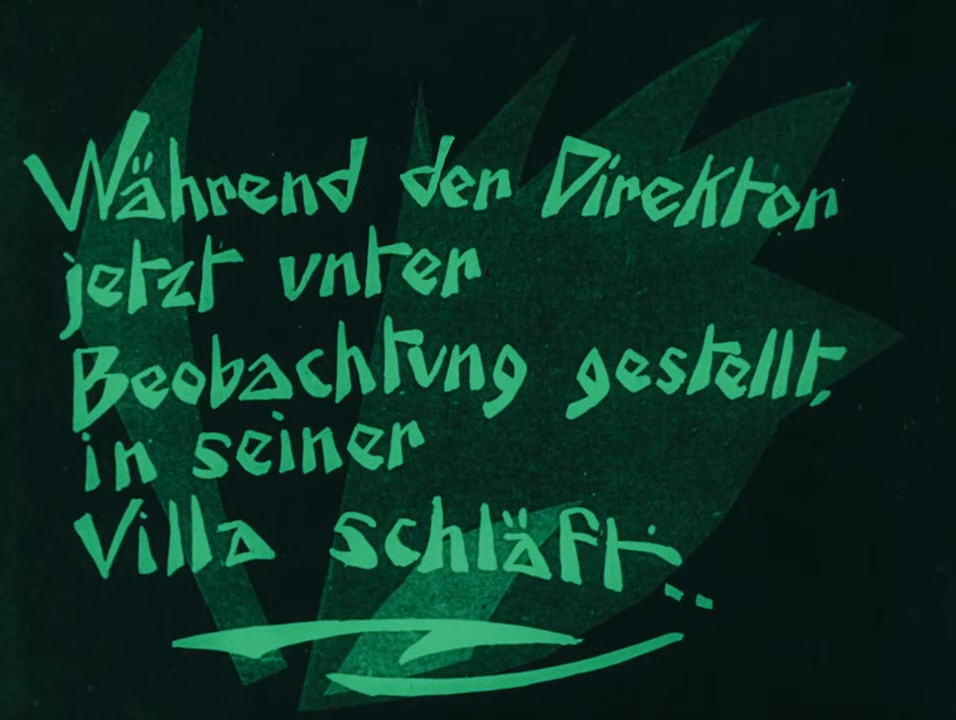 Während der Direktor
jetzt unter
Beobachtung gestellt,
in seiner
Villa schläft...